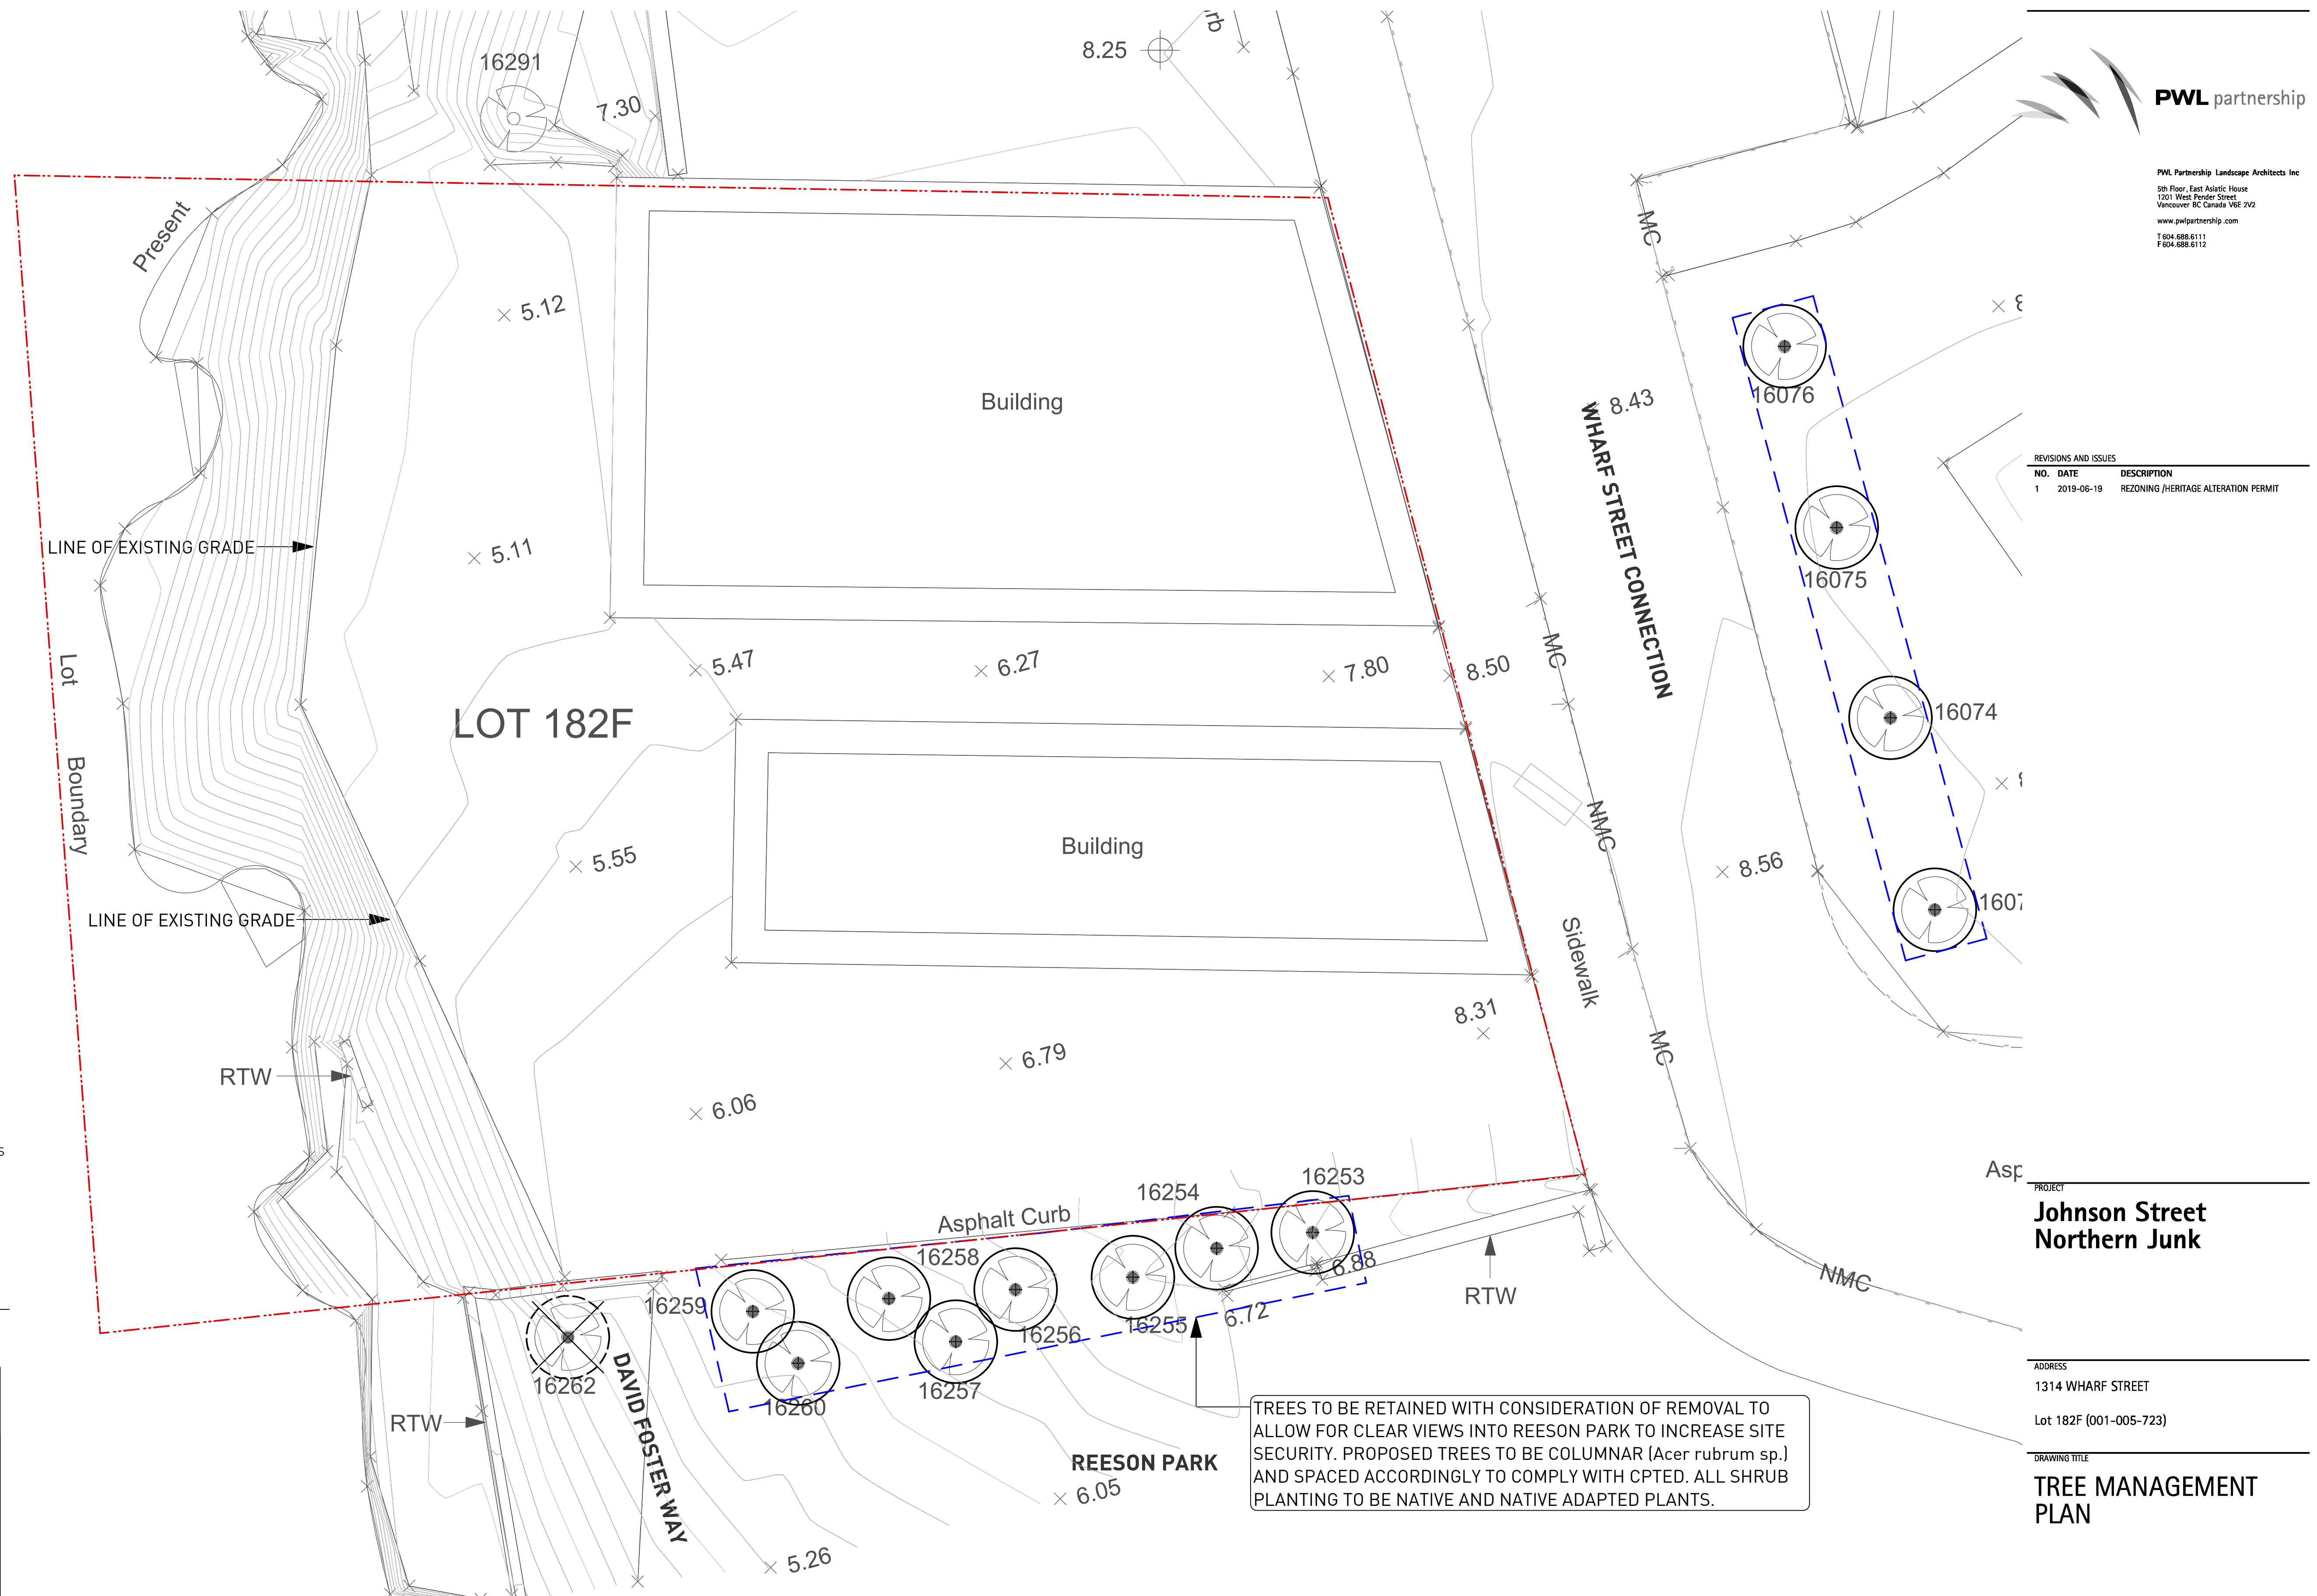 16291
7.30
8.25
PWL partnership
PWL Partnership Landscape Architects Inc
5th Floor, East Asiatic House
1201 West Pender Street
Vancouver BC Canada V6E 2V2
www.pwlpartnership .com
T 604.688.6111
F 604.688.6112
REVISIONS AND ISSUES
NO. DATE DESCRIPTION
1 2019-06-19 REZONING /HERITAGE ALTERATION PERMIT
Present
MC
5.12
Building
8.43
16076
WHARF STREET CONNECTION
LINE OF EXISTING GRADE
5.11
16075
Lot
Boundary
5.47
6.27
7.80
8.50
MC
LOT 182F
16074
Building
NMC
5.55
8.56
LINE OF EXISTING GRADE
Sidewalk
8.31
MC
RTW
6.79
6.06
16253
16254
Asphalt Curb
16258
16259
6.88
16256
16255
6.72
RTW
NMC
16262
16257
16260
DAVID FOSTER WAY
RTW
REESON PARK
6.05
5.26
TREES TO BE RETAINED WITH CONSIDERATION OF REMOVAL TO
ALLOW FOR CLEAR VIEWS INTO REESON PARK TO INCREASE SITE
SECURITY. PROPOSED TREES TO BE COLUMNAR (Acer rubrum sp.)
AND SPACED ACCORDINGLY TO COMPLY WITH CPTED. ALL SHRUB
PLANTING TO BE NATIVE AND NATIVE ADAPTED PLANTS.
PROJECT
Johnson Street
Northern Junk
ADDRESS
1314 WHARF STREET
Lot 182F (001-005-723)
DRAWING TITLE
TREE MANAGEMENT
PLAN